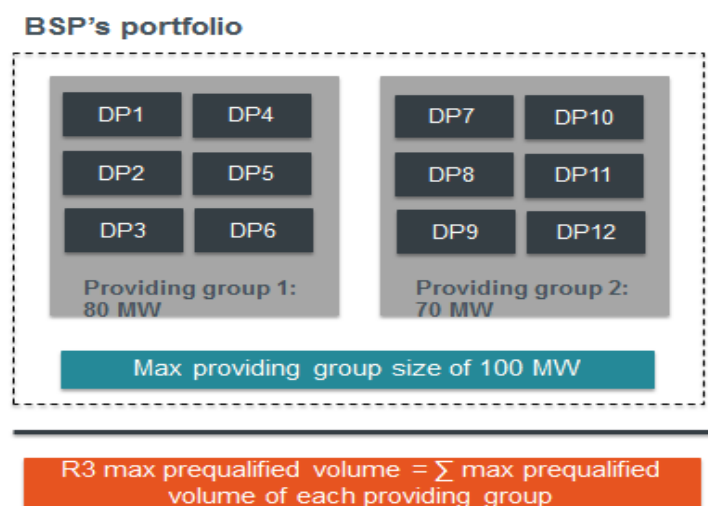 BSP's portfolio
DP1 DP4
DP2 DP5
DP3 DP6
Providing group 1:
80 MW
DP7 DP10
DP8 DP11
DP9 DP12
Providing group 2:
70 MW
Max providing group size of 100 MW
R3 max prequalified volume = ∑ max prequalified
volume of each providing group